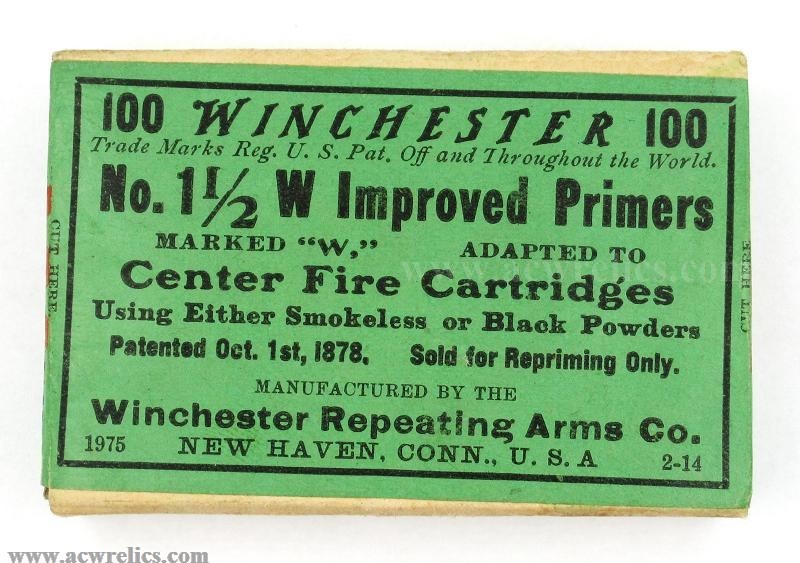 100 WINCHESTER 100
Trade Marks Reg. U. S. Pat. Off and Throughout the World.
No. 1 1/2 W Improved Primers
MARKED "W," ADAPTED TO
Center Fire Cartridges
Using Either Smokeless or Black Powders
Patented Oct. 1st, 1878. Sold for Repriming Only.
MANUFACTURED BY THE
Winchester Repeating Arms Co.
1975 NEW HAVEN, CONN., U. S. A 2-14
CUT HERE
CUT HERE
www.acwrelics.com
www.acwrelics.com